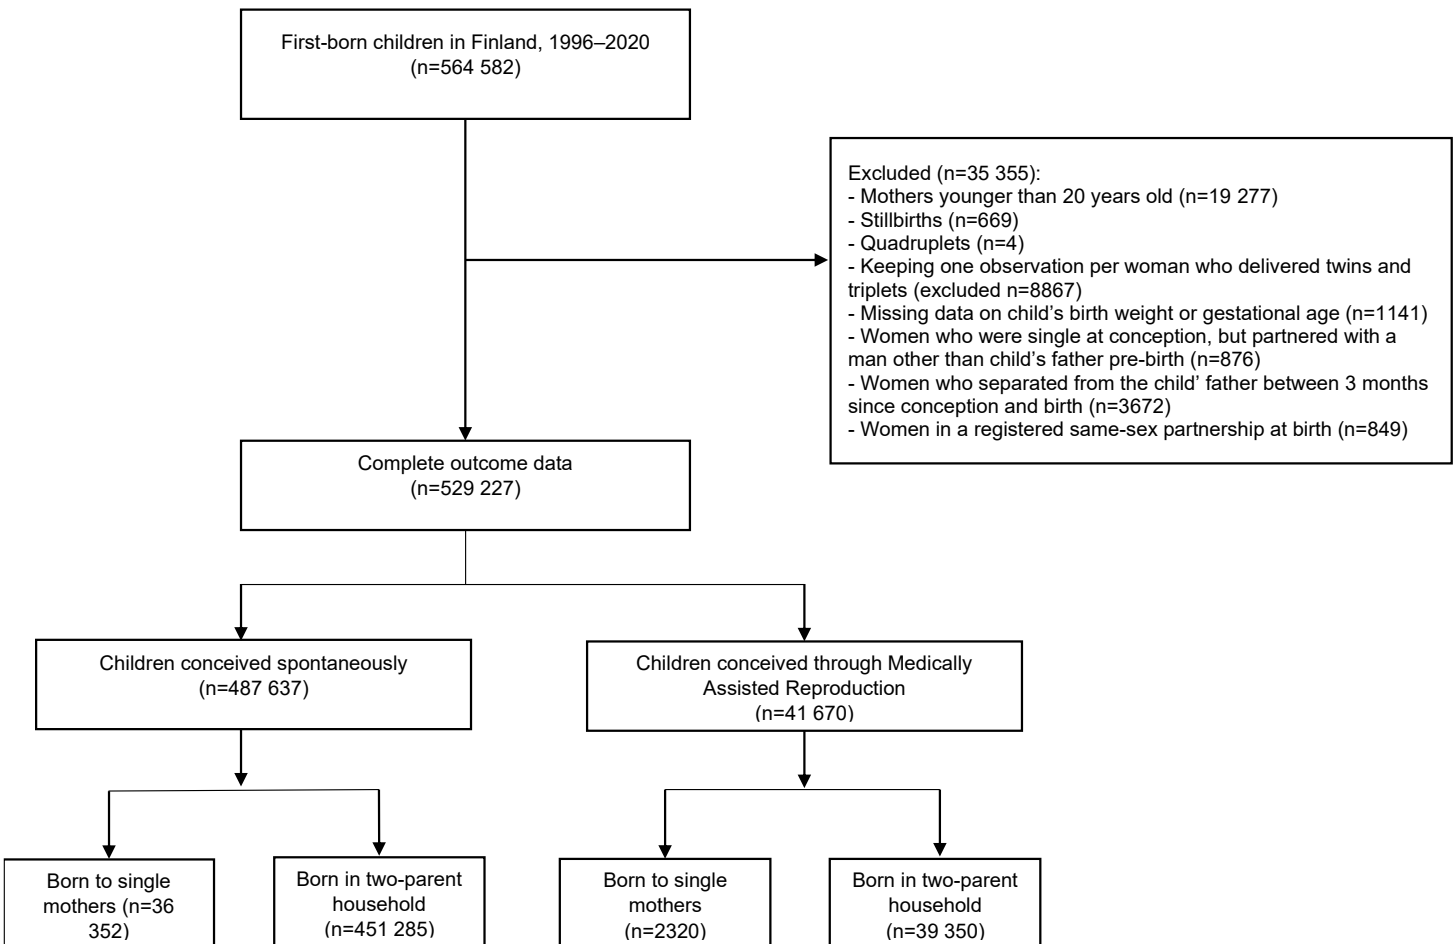 First-born children in Finland, 1996–2020
(n=564 582)
Excluded (n=35 355):
- Mothers younger than 20 years old (n=19 277)
- Stillbirths (n=669)
- Quadruplets (n=4)
- Keeping one observation per woman who delivered twins and
triplets (excluded n=8867)
- Missing data on child’s birth weight or gestational age (n=1141)
- Women who were single at conception, but partnered with a
man other than child’s father pre-birth (n=876)
- Women who separated from the child’ father between 3 months
since conception and birth (n=3672)
- Women in a registered same-sex partnership at birth (n=849)
Complete outcome data
(n=529 227)
Children conceived spontaneously
(n=487 637)
Children conceived through Medically
Assisted Reproduction
(n=41 670)
Born to single
mothers (n=36
352)
Born in two-parent
household
(n=451 285)
Born to single
mothers
(n=2320)
Born in two-parent
household
(n=39 350)